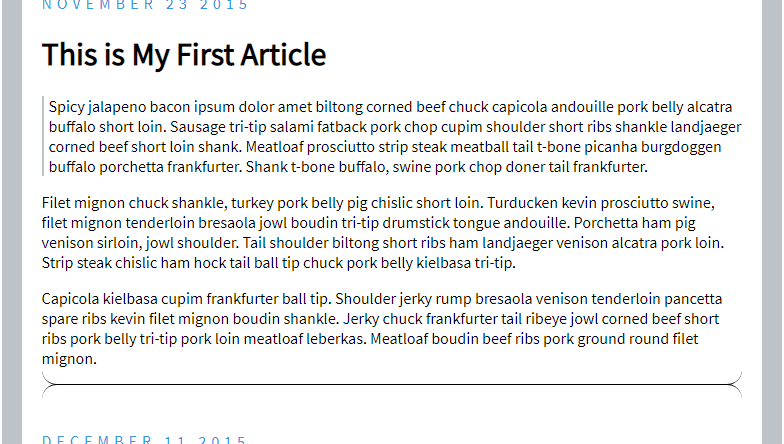 NOVEMBER 23 2015
This is My First Article
Spicy jalapeno bacon ipsum dolor amet biltong corned beef chuck capicola andouille pork belly alcatra
buffalo short loin. Sausage tri-tip salami fatback pork chop cupim shoulder short ribs shankle landjaeger
corned beef short loin shank. Meatloaf prosciutto strip steak meatball tail t-bone picanha burgdoggen
buffalo porchetta frankfurter. Shank t-bone buffalo, swine pork chop doner tail frankfurter.
Filet mignon chuck shankle, turkey pork belly pig chislic short loin. Turducken kevin prosciutto swine,
filet mignon tenderloin bresaola jowl boudin tri-tip drumstick tongue andouille. Porchetta ham pig
venison sirloin, jowl shoulder. Tail shoulder biltong short ribs ham landjaeger venison alcatra pork loin.
Strip steak chislic ham hock tail ball tip chuck pork belly kielbasa tri-tip.
Capicola kielbasa cupim frankfurter ball tip. Shoulder jerky rump bresaola venison tenderloin pancetta
spare ribs kevin filet mignon boudin shankle. Jerky chuck frankfurter tail ribeye jowl corned beef short
ribs pork belly tri-tip pork loin meatloaf leberkas. Meatloaf boudin beef ribs pork ground round filet
mignon.
DECEMBER 11 2015